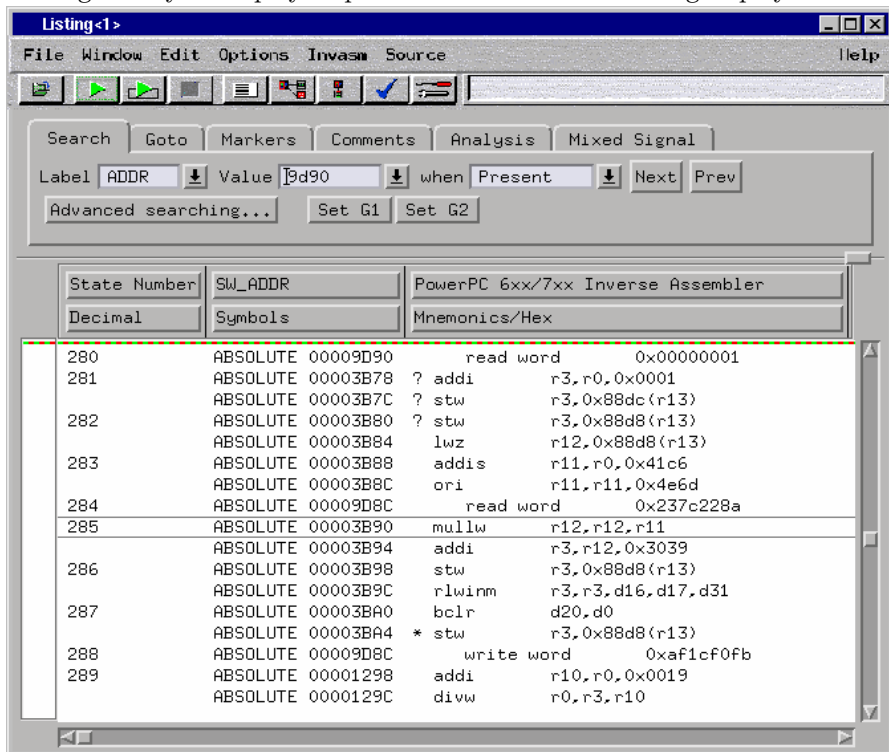 Listing<1>
File Window Edit Options Invasm Source Help
Search Goto Markers Comments Analysis Mixed Signal
Label ADDR Value 9d90 when Present Next Prev
Advanced searching... Set G1 Set G2
State Number SW_ADDR PowerPC 6xx/7xx Inverse Assembler
Decimal Symbols Mnemonics/Hex
280 ABSOLUTE 00009D90 read word 0x00000001
281 ABSOLUTE 00003B78 ? addi r3,r0,0x0001
ABSOLUTE 00003B7C ? stw r3,0x88dc(r13)
282 ABSOLUTE 00003B80 ? stw r3,0x88d8(r13)
ABSOLUTE 00003B84 lwz r12,0x88d8(r13)
283 ABSOLUTE 00003B88 addis r11,r0,0x41c6
ABSOLUTE 00003B8C ori r11,r11,0x4e6d
284 ABSOLUTE 00009D8C read word 0x237c228a
285 ABSOLUTE 00003B90 mullw r12,r12,r11
ABSOLUTE 00003B94 addi r3,r12,0x3039
286 ABSOLUTE 00003B98 stw r3,0x88d8(r13)
ABSOLUTE 00003B9C rlwinm r3,r3,d16,d17,d31
287 ABSOLUTE 00003BA0 bclr d20,d0
ABSOLUTE 00003BA4 * stw r3,0x88d8(r13)
288 ABSOLUTE 00009D8C write word 0xaf1cf0fb
289 ABSOLUTE 00001298 addi r10,r0,0x0019
ABSOLUTE 0000129C divw r0,r3,r10